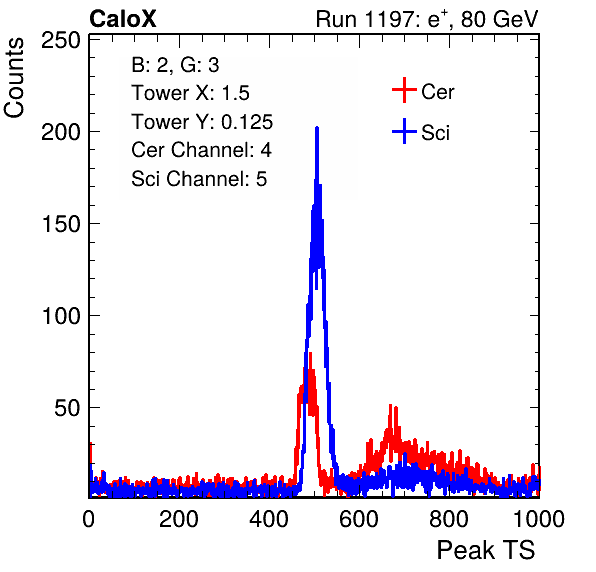 CaloX Run 1197: e⁺, 80 GeV
Counts
B: 2, G: 3
Tower X: 1.5
Tower Y: 0.125
Cer Channel: 4
Sci Channel: 5
Cer
Sci
250
200
150
100
50
0 200 400 600 800 1000
Peak TS